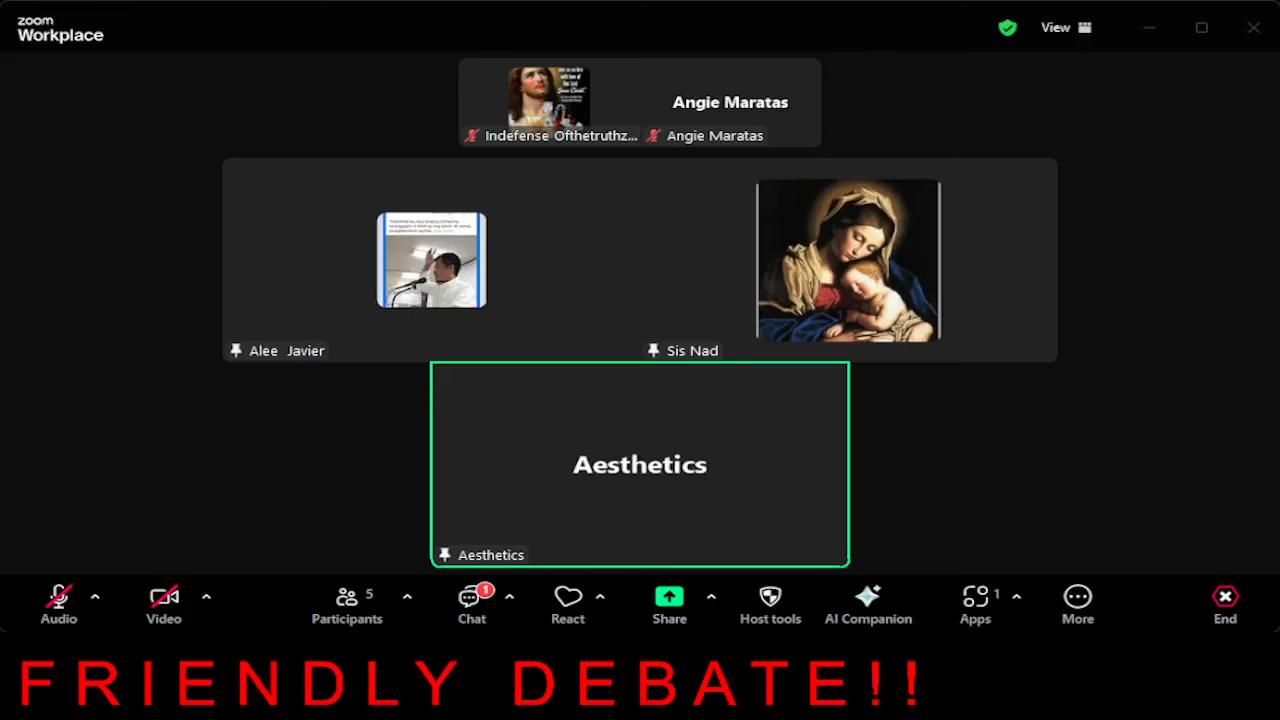 zoom
Workplace
View
Angie Maratas
Indefense Ofthetruthz...
Angie Maratas
Alee Javier
Sis Nad
Aesthetics
Aesthetics
Audio
Video
5
Participants
1
Chat
React
Share
Host tools
AI Companion
1
Apps
More
End
FRIENDLY DEBATE!!